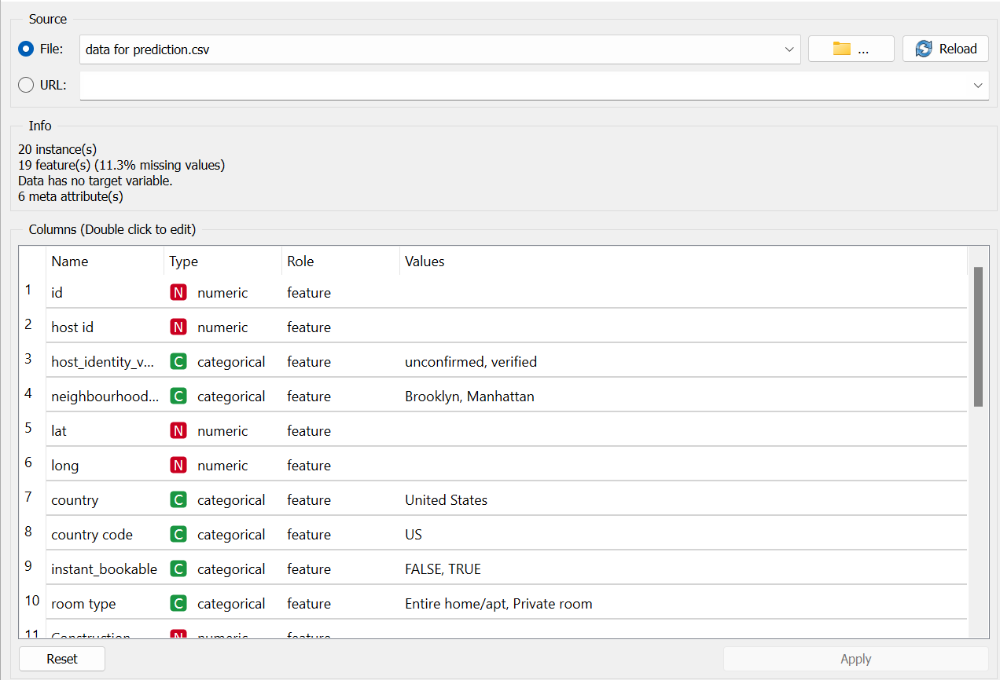 Source
File: data for prediction.csv ... Reload
URL:
Info
20 instance(s)
19 feature(s) (11.3% missing values)
Data has no target variable.
6 meta attribute(s)
Columns (Double click to edit)
Name Type Role Values
1 id N numeric feature
2 host id N numeric feature
3 host_identity_v... C categorical feature unconfirmed, verified
4 neighbourhood... C categorical feature Brooklyn, Manhattan
5 lat N numeric feature
6 long N numeric feature
7 country C categorical feature United States
8 country code C categorical feature US
9 instant_bookable C categorical feature FALSE, TRUE
10 room type C categorical feature Entire home/apt, Private room
11 Construction N numeric feature
Reset Apply